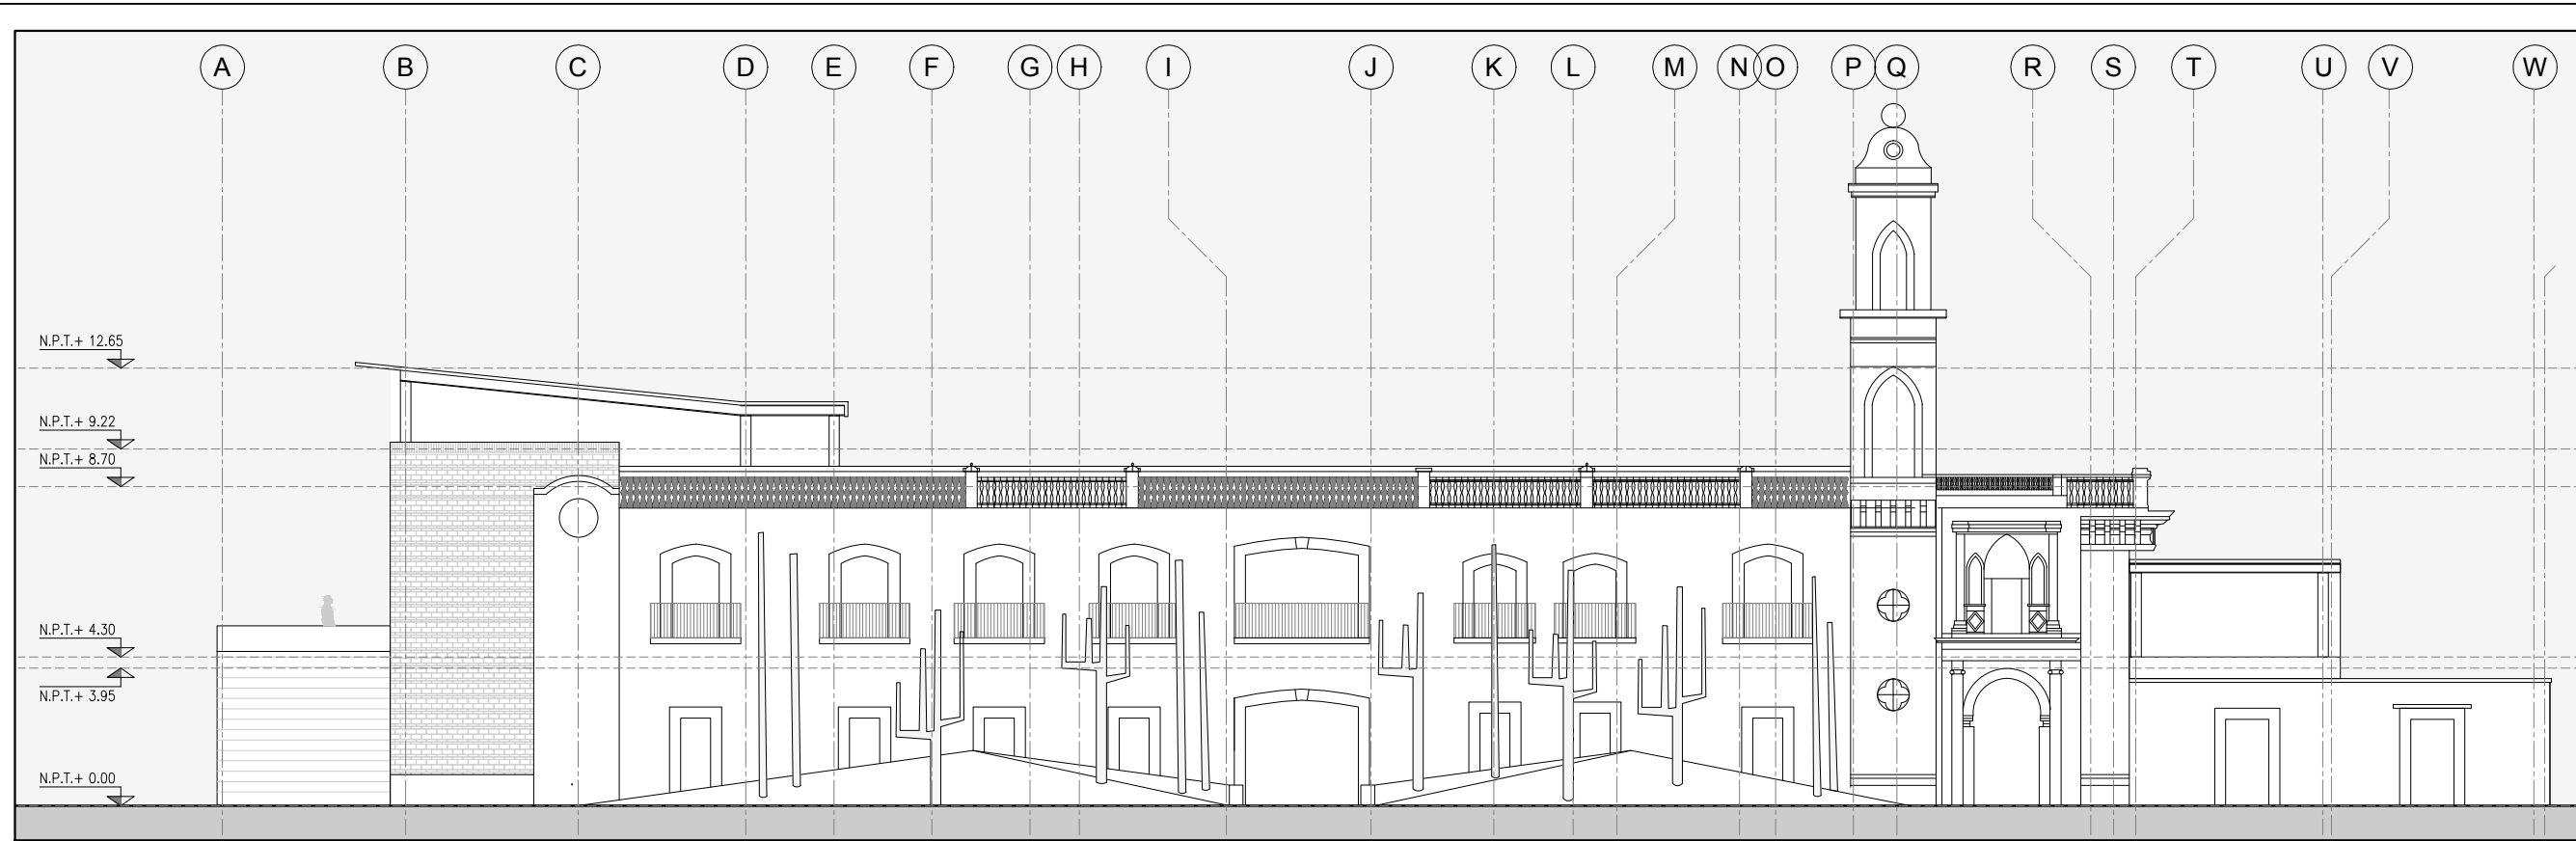 A B C D E F G H I J K L M N O P Q R S T U V W
N.P.T.+ 12.65
N.P.T.+ 9.22
N.P.T.+ 8.70
N.P.T.+ 4.30
N.P.T.+ 3.95
N.P.T.+ 0.00